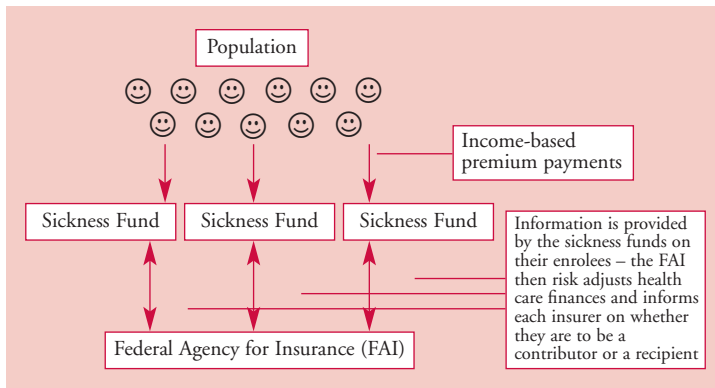 Population
Income-based
premium payments
Sickness Fund
Sickness Fund
Sickness Fund
Information is provided
by the sickness funds on
their enrolees – the FAI
then risk adjusts health
care finances and informs
each insurer on whether
they are to be a
contributor or a recipient
Federal Agency for Insurance (FAI)